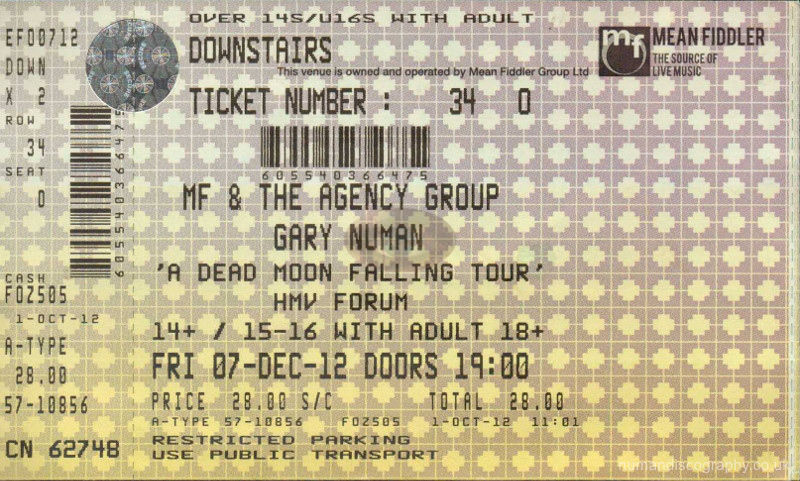 OVER 14S/U16S WITH ADULT
EFO0712
DOWN
X 2
ROW
34
SEAT
0
CASH
FOZ505
1-OCT-12
A-TYPE
28.00
57-10856
CN 62748
605540366475
DOWNSTAIRS
This venue is owned and operated by Mean Fiddler Group Ltd
mf MEAN FIDDLER
THE SOURCE OF
LIVE MUSIC
TICKET NUMBER : 34 0
605540366475
MF & THE AGENCY GROUP
GARY NUMAN
'A DEAD MOON FALLING TOUR'
HMV FORUM
14+ / 15-16 WITH ADULT 18+
FRI 07-DEC-12 DOORS 19:00
PRICE 28.00 S/C TOTAL 28.00
A-TYPE 57-10856 FOZ505 1-OCT-12 11:01
RESTRICTED PARKING
USE PUBLIC TRANSPORT
numandiscography.co.uk